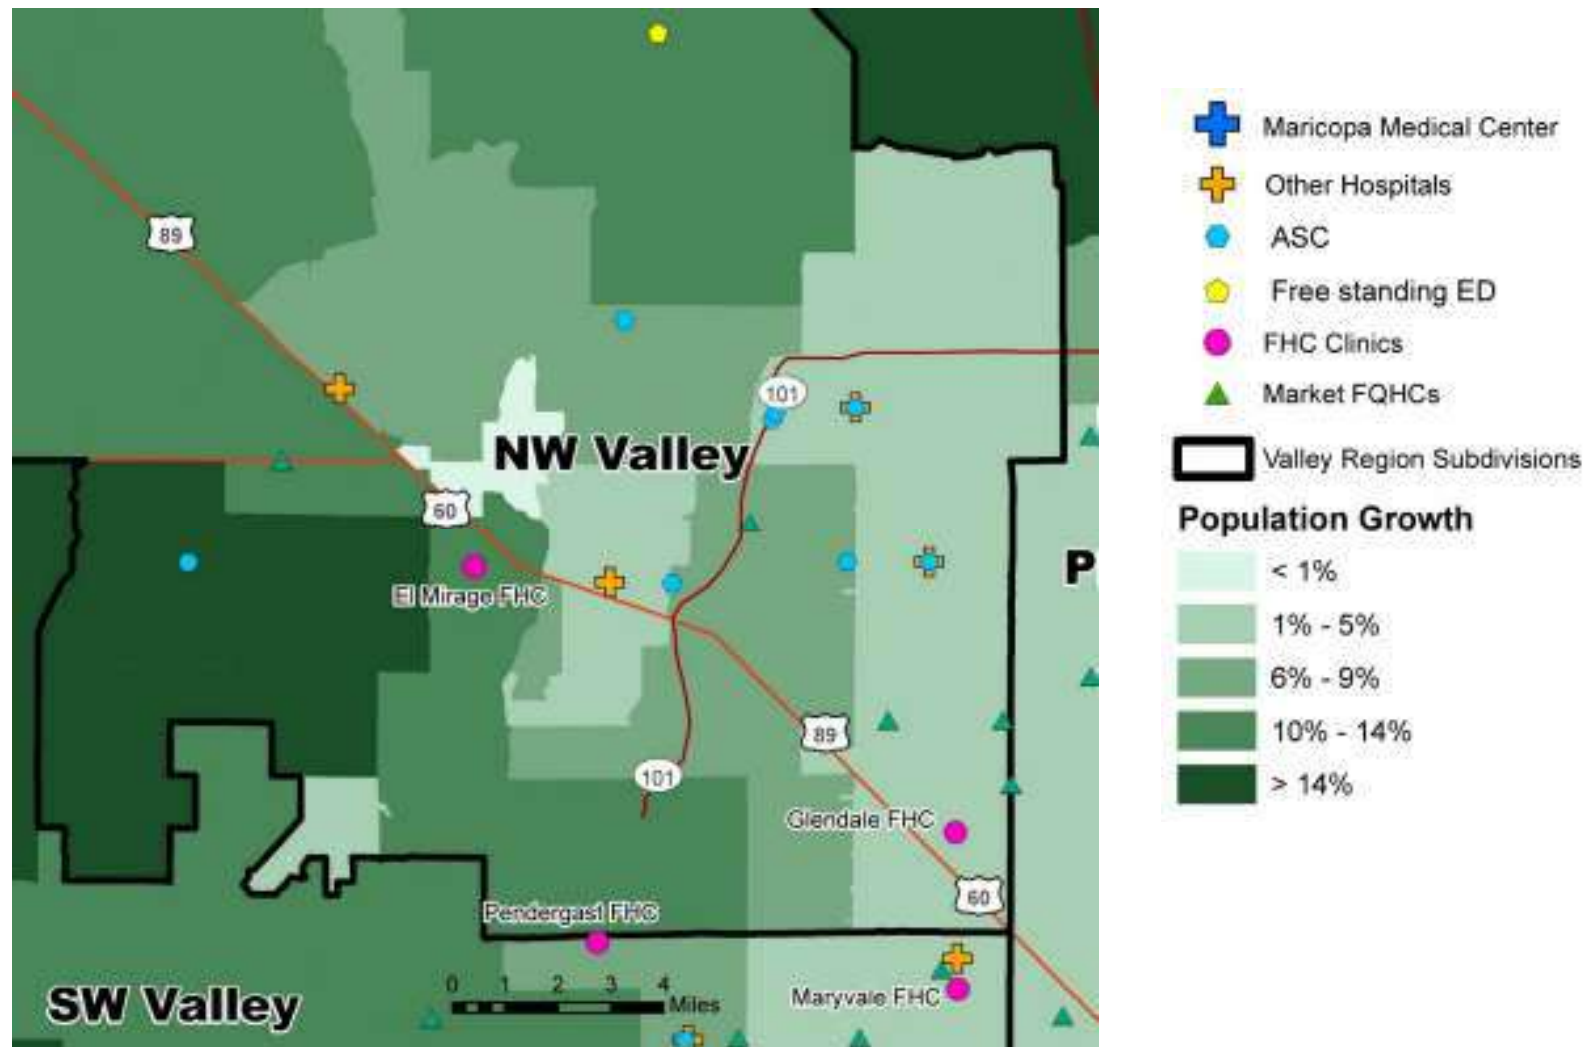 89
101
NW Valley
60
P
El Mirage FHC
89
101
Glendale FHC
60
Pendergast FHC
0 1 2 3 4
Miles
Maryvale FHC
SW Valley
Maricopa Medical Center
Other Hospitals
ASC
Free standing ED
FHC Clinics
Market FQHCs
Valley Region Subdivisions
Population Growth
< 1%
1% - 5%
6% - 9%
10% - 14%
> 14%